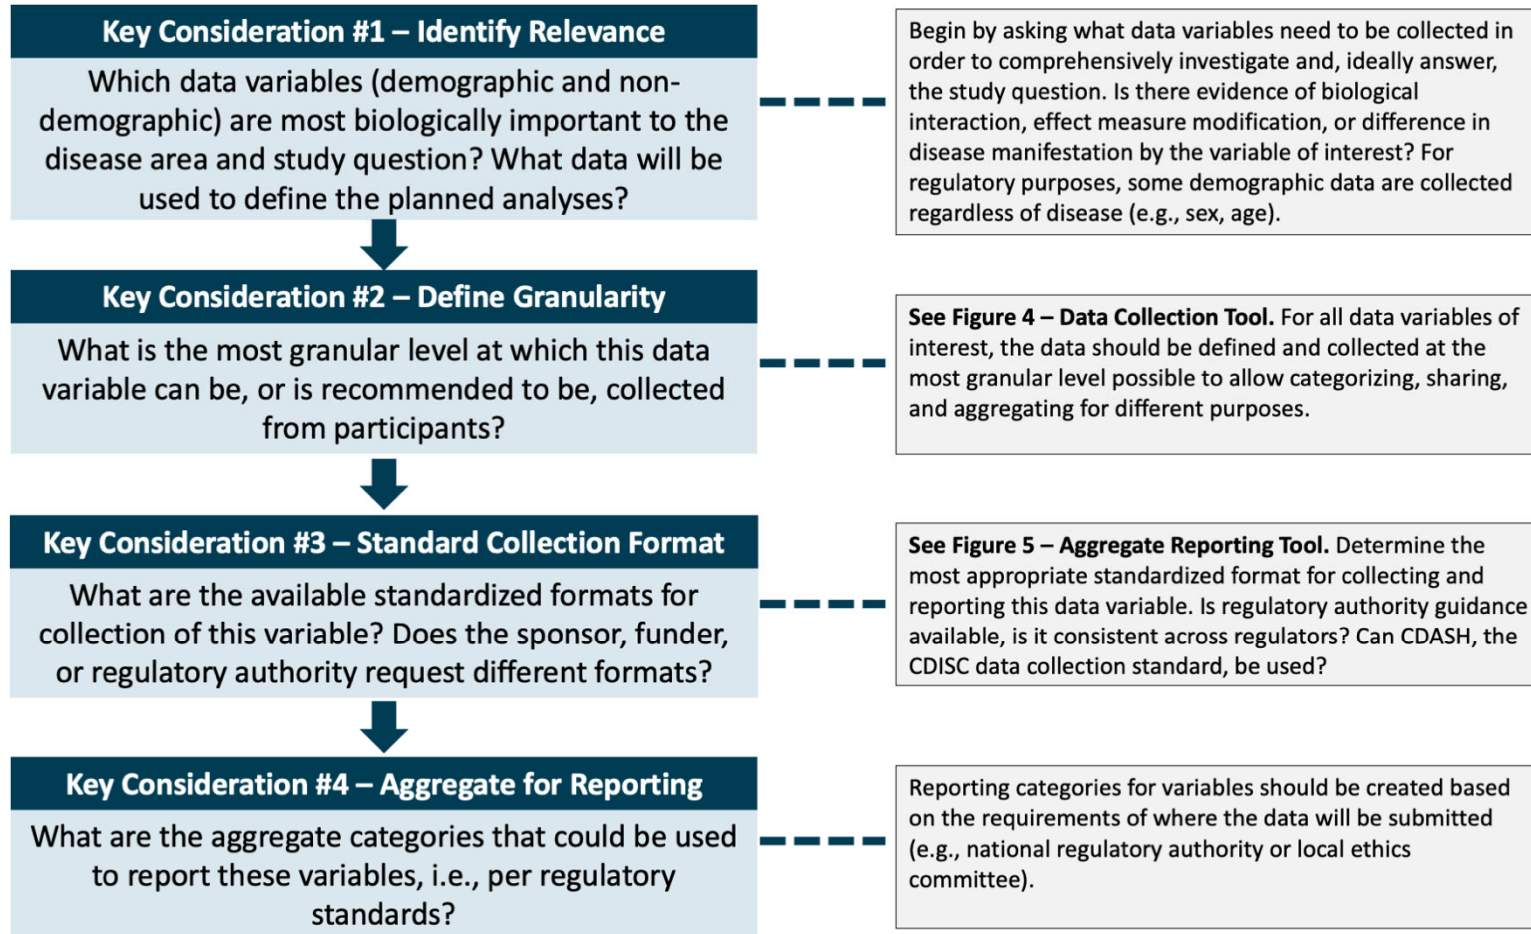 Key Consideration #1 – Identify Relevance
Which data variables (demographic and non-
demographic) are most biologically important to the
disease area and study question? What data will be
used to define the planned analyses?
Begin by asking what data variables need to be collected in
order to comprehensively investigate and, ideally answer,
the study question. Is there evidence of biological
interaction, effect measure modification, or difference in
disease manifestation by the variable of interest? For
regulatory purposes, some demographic data are collected
regardless of disease (e.g., sex, age).
Key Consideration #2 – Define Granularity
What is the most granular level at which this data
variable can be, or is recommended to be, collected
from participants?
See Figure 4 – Data Collection Tool. For all data variables of
interest, the data should be defined and collected at the
most granular level possible to allow categorizing, sharing,
and aggregating for different purposes.
Key Consideration #3 – Standard Collection Format
What are the available standardized formats for
collection of this variable? Does the sponsor, funder,
or regulatory authority request different formats?
See Figure 5 – Aggregate Reporting Tool. Determine the
most appropriate standardized format for collecting and
reporting this data variable. Is regulatory authority guidance
available, is it consistent across regulators? Can CDASH, the
CDISC data collection standard, be used?
Key Consideration #4 – Aggregate for Reporting
What are the aggregate categories that could be used
to report these variables, i.e., per regulatory
standards?
Reporting categories for variables should be created based
on the requirements of where the data will be submitted
(e.g., national regulatory authority or local ethics
committee).